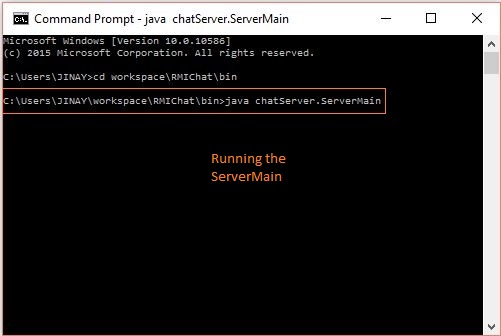 Command Prompt - java  chatServer.ServerMain
Microsoft Windows [Version 10.0.10586]
(c) 2015 Microsoft Corporation. All rights reserved.
C:\Users\JINAY>cd workspace\RMIChat\bin
C:\Users\JINAY\workspace\RMIChat\bin>java chatServer.ServerMain
Running the
ServerMain